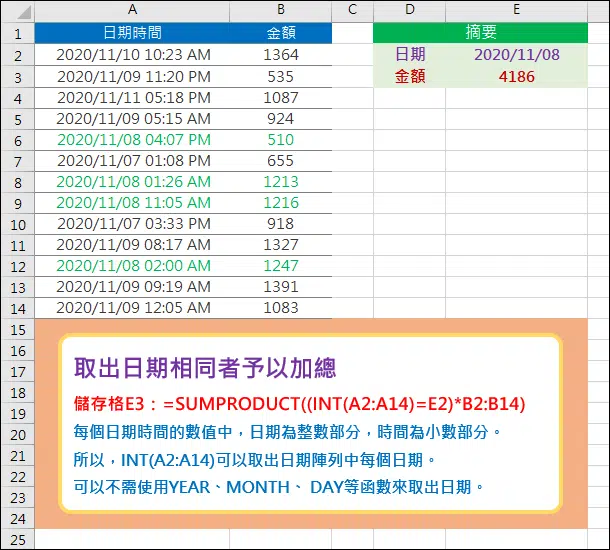 A B C D E
1 日期時間 金額 摘要
2 2020/11/10 10:23 AM 1364 日期 2020/11/08
3 2020/11/09 11:20 PM 535 金額 4186
4 2020/11/11 05:18 PM 1087
5 2020/11/09 05:15 AM 924
6 2020/11/08 04:07 PM 510
7 2020/11/07 01:08 PM 655
8 2020/11/08 01:26 AM 1213
9 2020/11/08 11:05 AM 1216
10 2020/11/07 03:33 PM 918
11 2020/11/09 08:17 AM 1327
12 2020/11/08 02:00 AM 1247
13 2020/11/09 09:19 AM 1391
14 2020/11/09 12:05 AM 1083
15
16
17 取出日期相同者予以加總
18
19 儲存格E3：=SUMPRODUCT((INT(A2:A14)=E2)*B2:B14)
20 每個日期時間的數值中，日期為整數部分，時間為小數部分。
21 所以，INT(A2:A14)可以取出日期陣列中每個日期。
22
23 可以不需使用YEAR、MONTH、 DAY等函數來取出日期。
24
25